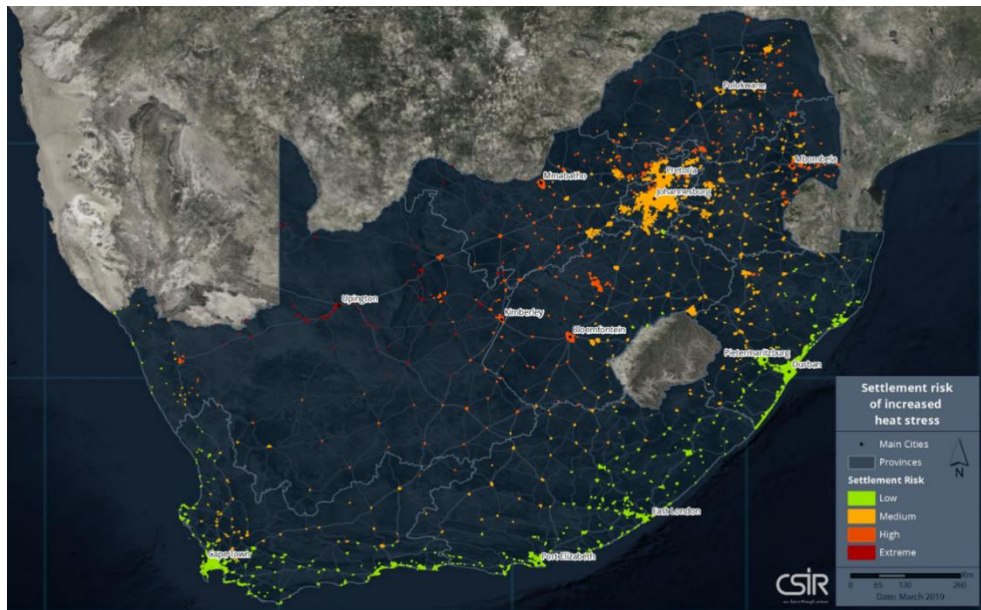 Polokwane
Mbombela
Pretoria
Mmabatho
Johannesburg
Upington
Kimberley
Bloemfontein
Pietermaritzburg
Durban
East London
Port Elizabeth
Cape Town
Settlement risk
of increased
heat stress
Main Cities
Provinces
N
Settlement Risk
Low
Medium
High
Extreme
Km
0 65 130 260
Date: March 2019
CSIR